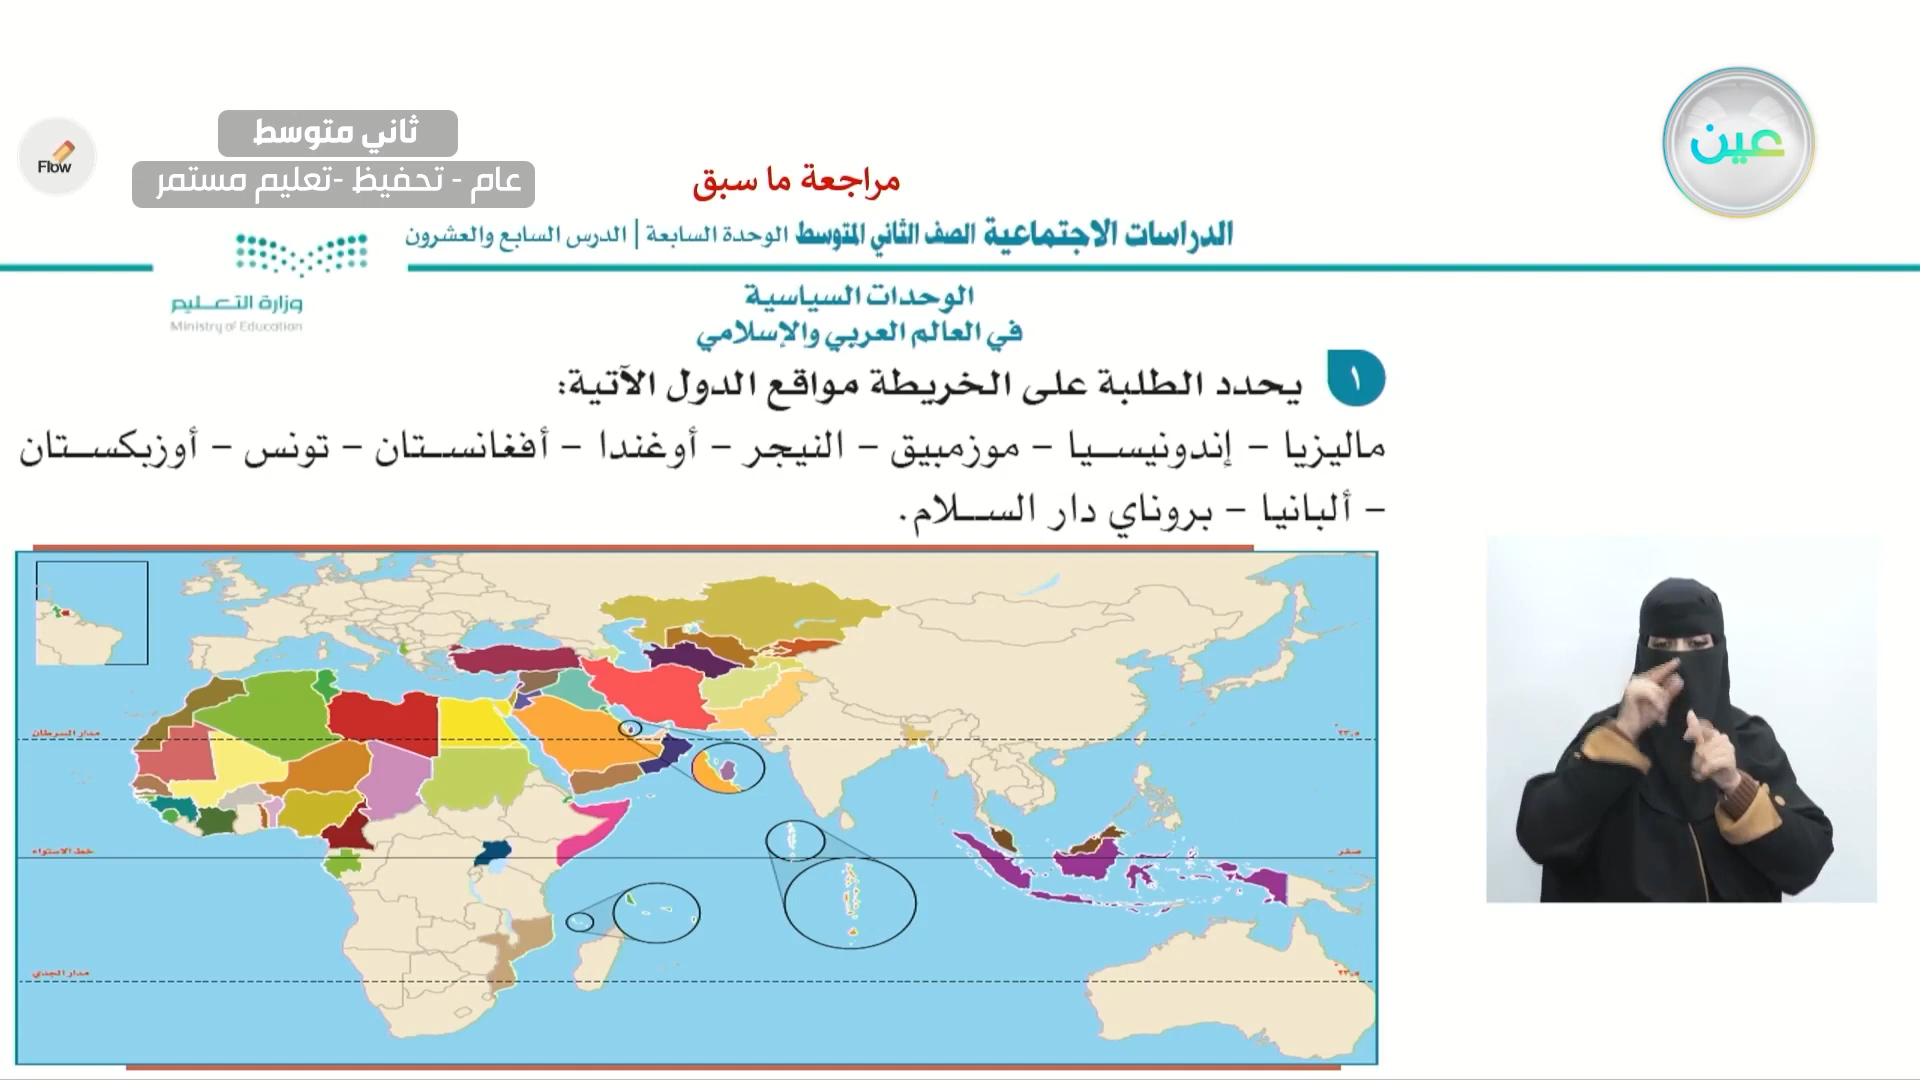 عين
ثاني متوسط
عام - تحفيظ -تعليم مستمر
Flow
مراجعة ما سبق
الدراسات الاجتماعية الصف الثاني المتوسط الوحدة السابعة | الدرس السابع والعشرون
وزارة التعليم
Ministry of Education
الوحدات السياسية
في العالم العربي والإسلامي
١ يحدد الطلبة على الخريطة مواقع الدول الآتية:
ماليزيا – إندونيسيا – موزمبيق – النيجر – أوغندا – أفغانستان – تونس – أوزبكستان
– ألبانيا – بروناي دار السلام.
مدار السرطان
خط الاستواء
صفر
مدار الجدي